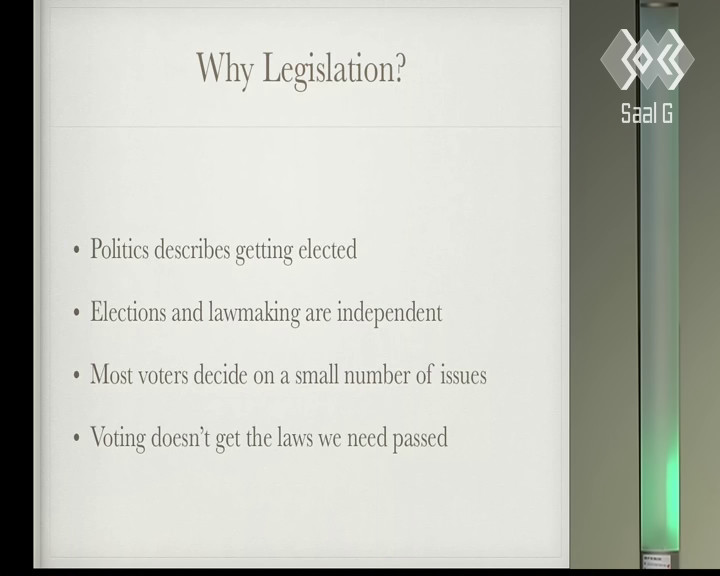 Why Legislation?
Saal G
• Politics describes getting elected
• Elections and lawmaking are independent
• Most voters decide on a small number of issues
• Voting doesn't get the laws we need passed